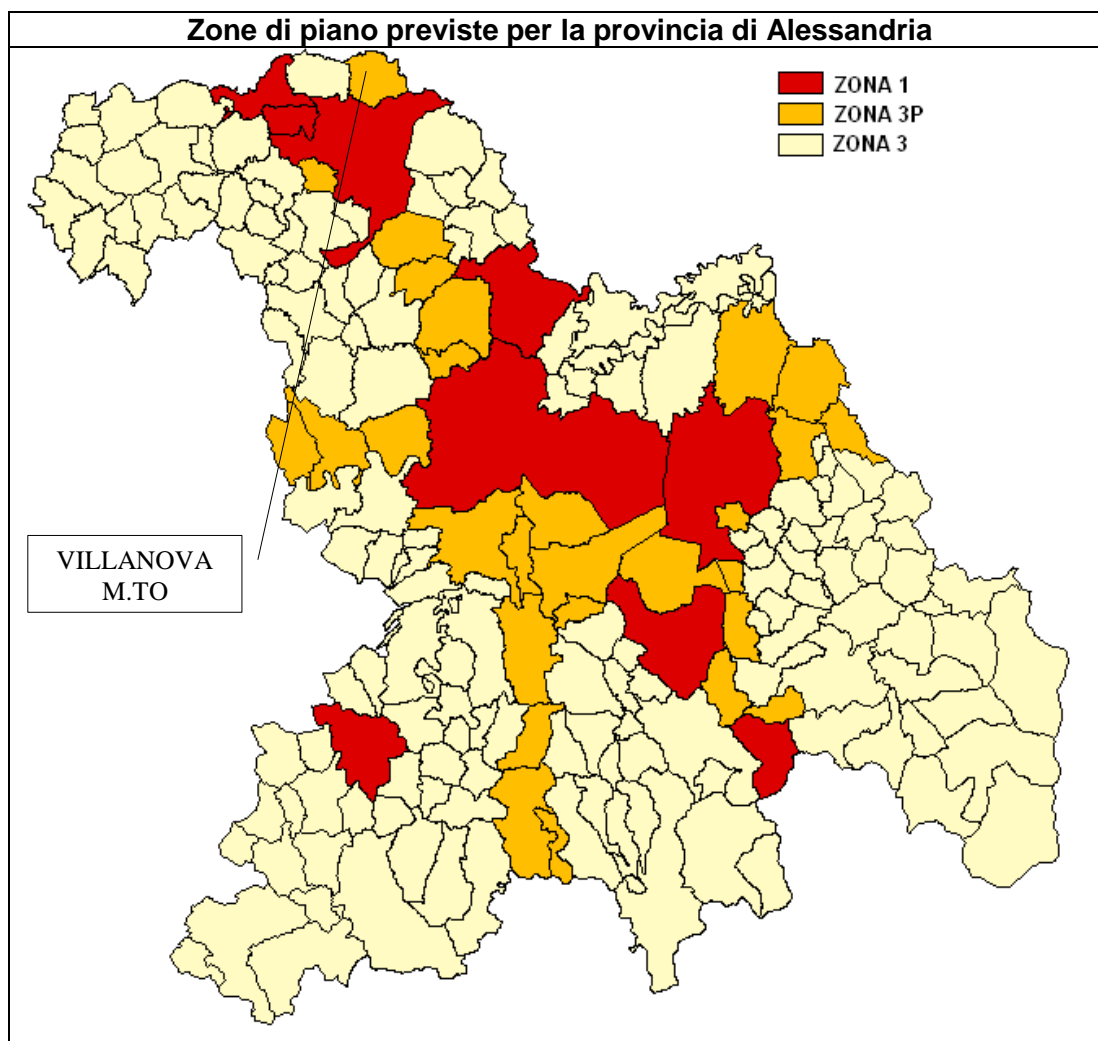 Zone di piano previste per la provincia di Alessandria
ZONA 1
ZONA 3P
ZONA 3
VILLANOVA
M.TO